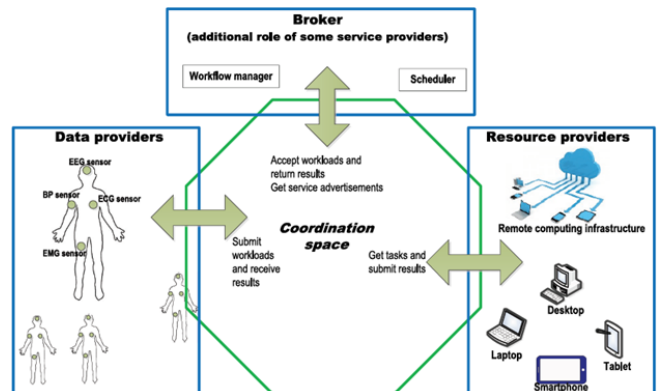 Broker
(additional role of some service providers)
Workflow manager
Scheduler
Data providers
EEG sensor
BP sensor
ECG sensor
EMG sensor
Accept workloads and
return results
Get service advertisements
Coordination
space
Submit
workloads
and receive
results
Get tasks and
submit results
Resource providers
Remote computing infrastructure
Desktop
Laptop
Tablet
Smartphone